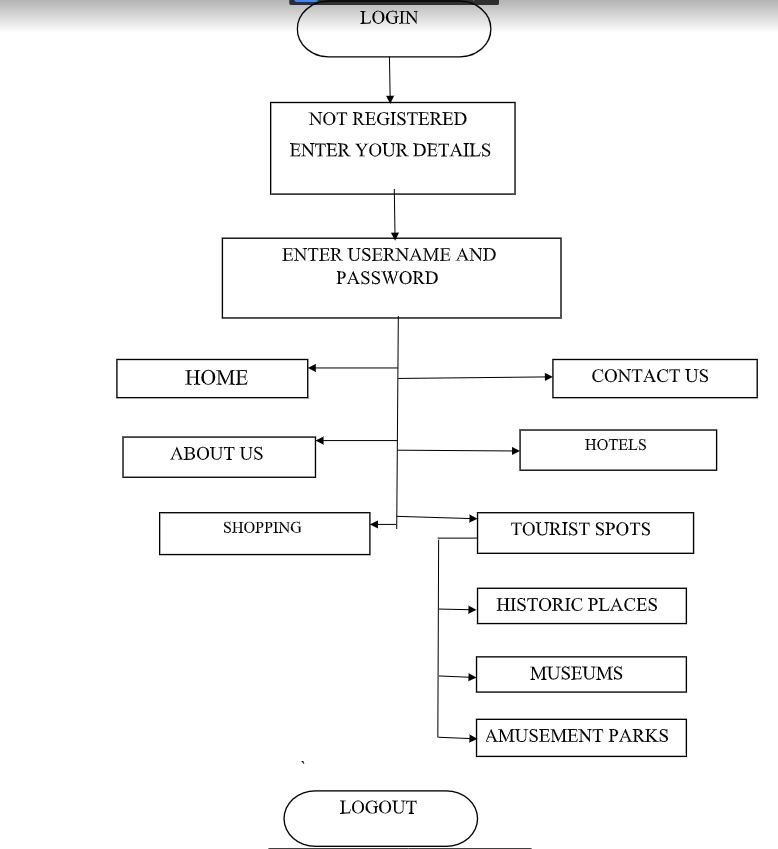 LOGIN
NOT REGISTERED
ENTER YOUR DETAILS
ENTER USERNAME AND
PASSWORD
HOME
CONTACT US
ABOUT US
HOTELS
SHOPPING
TOURIST SPOTS
HISTORIC PLACES
MUSEUMS
AMUSEMENT PARKS
LOGOUT